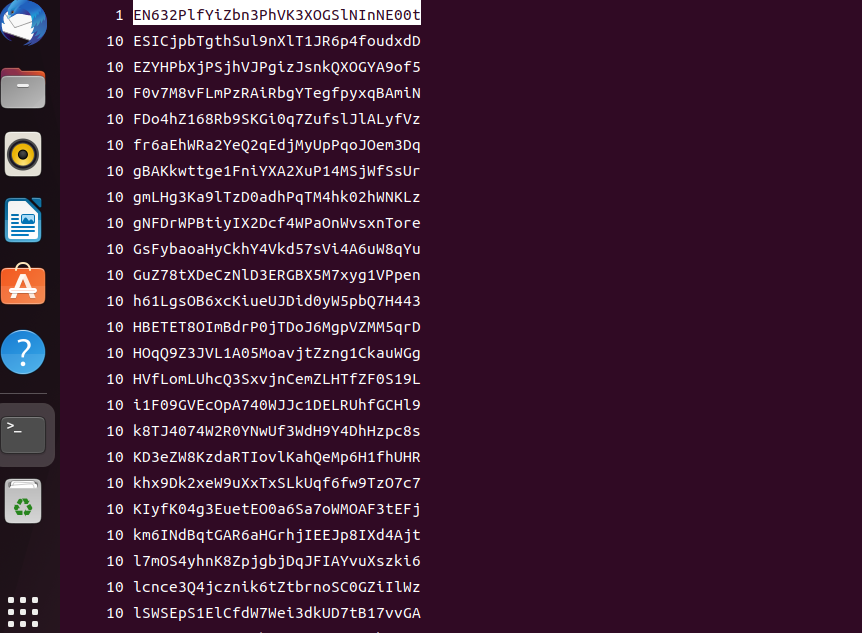 1 EN632PlfYiZbn3PhVK3XOGSlNInNE00t
10 ESICjpbTgthSul9nXlT1JR6p4foudxdD
10 EZYHPbXjPSjhVJPgizJsnkQXOGYA9of5
10 F0v7M8vFLmPzRAiRbgYTegfpyxqBAmiN
10 FDo4hZ168Rb9SKGi0q7ZufslJlALyfVz
10 fr6aEhWRa2YeQ2qEdjMyUpPqoJOem3Dq
10 gBAKkwttge1FniYXA2XuP14MSjWfSsUr
10 gmLHg3Ka9lTzD0adhPqTM4hk02hWNKLz
10 gNFDrWPBtiyIX2Dcf4WPaOnWvsxnTore
10 GsFybaoaHyCkhY4Vkd57sVi4A6uW8qYu
10 GuZ78tXDeCzNlD3ERGBX5M7xyg1VPpen
10 h61LgsOB6xcKiueUJDid0yW5pbQ7H443
10 HBETET8OImBdrP0jTDoJ6MgpVZMM5qrD
10 HOqQ9Z3JVL1A05MoavjtZzng1CkauWGg
10 HVfLomLUhcQ3SxvjnCemZLHTfZF0S19L
10 i1F09GVEcOpA740WJJc1DELRUhfGCHl9
10 k8TJ4074W2R0YNwUf3WdH9Y4DhHzpc8s
10 KD3eZW8KzdaRTIovlKahQeMp6H1fhUHR
10 khx9Dk2xeW9uXxTxSLkUqf6fw9TzO7c7
10 KIyfK04g3EuetEO0a6Sa7oWMOAF3tEFj
10 km6INdBqtGAR6aHGrhjIEEJp8IXd4Ajt
10 l7mOS4yhnK8ZpjgbjDqJFIAYvuXszki6
10 lcnce3Q4jcznik6tZtbrnoSC0GZiIlWz
10 lSWSEpS1ElCfdW7Wei3dkUD7tB17vvGA